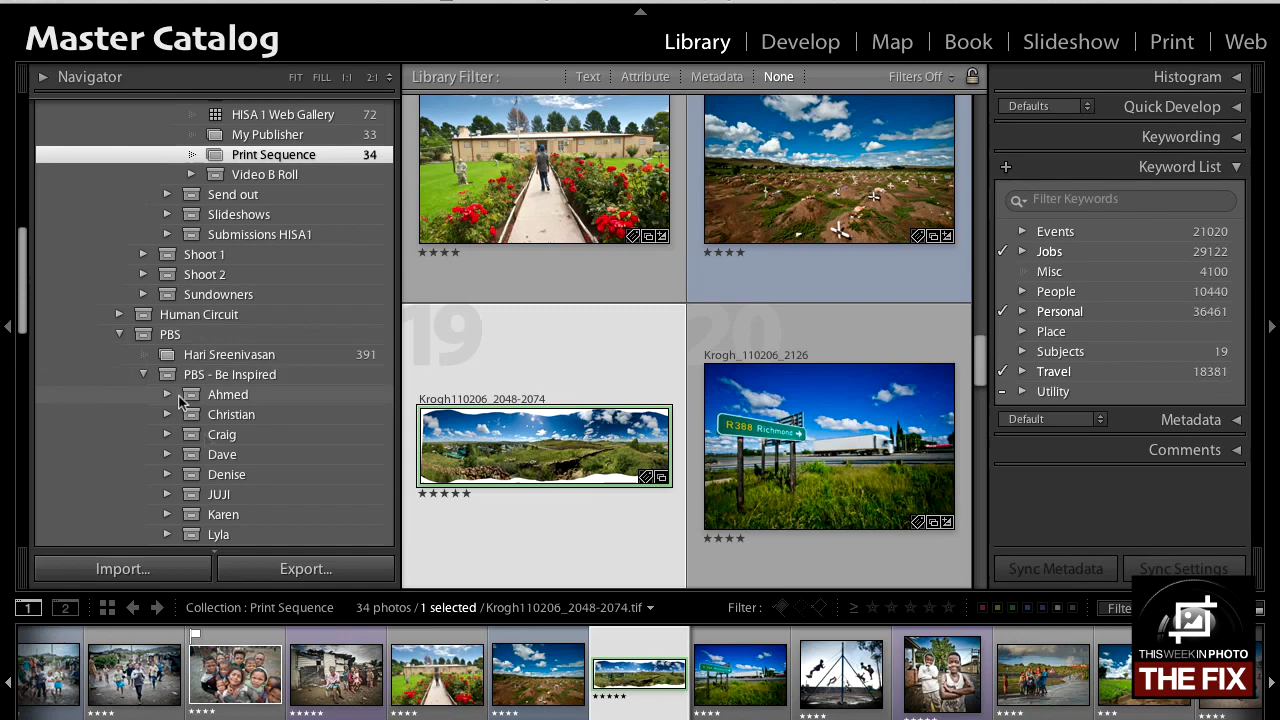 Master Catalog
Library | Develop | Map | Book | Slideshow | Print | Web
Navigator FIT FILL 1:1 2:1
HISA 1 Web Gallery 72
My Publisher 33
Print Sequence 34
Video B Roll
Send out
Slideshows
Submissions HISA1
Shoot 1
Shoot 2
Sundowners
Human Circuit
PBS
Hari Sreenivasan 391
PBS - Be Inspired
Ahmed
Christian
Craig
Dave
Denise
JUJI
Karen
Lyla
Import... Export...
Library Filter : Text Attribute Metadata None Filters Off
19
20
Krogh110206_2048-2074
Krogh_110206_2126
R388 Richmond
Histogram
Defaults Quick Develop
Keywording
Keyword List
Filter Keywords
Events 21020
Jobs 29122
Misc 4100
People 10440
Personal 36461
Place
Subjects 19
Travel 18381
Utility
Default Metadata
Comments
Sync Metadata Sync Settings
1 2 Collection : Print Sequence 34 photos / 1 selected / Krogh110206_2048-2074.tif Filter :
THIS WEEK IN PHOTO
THE FIX